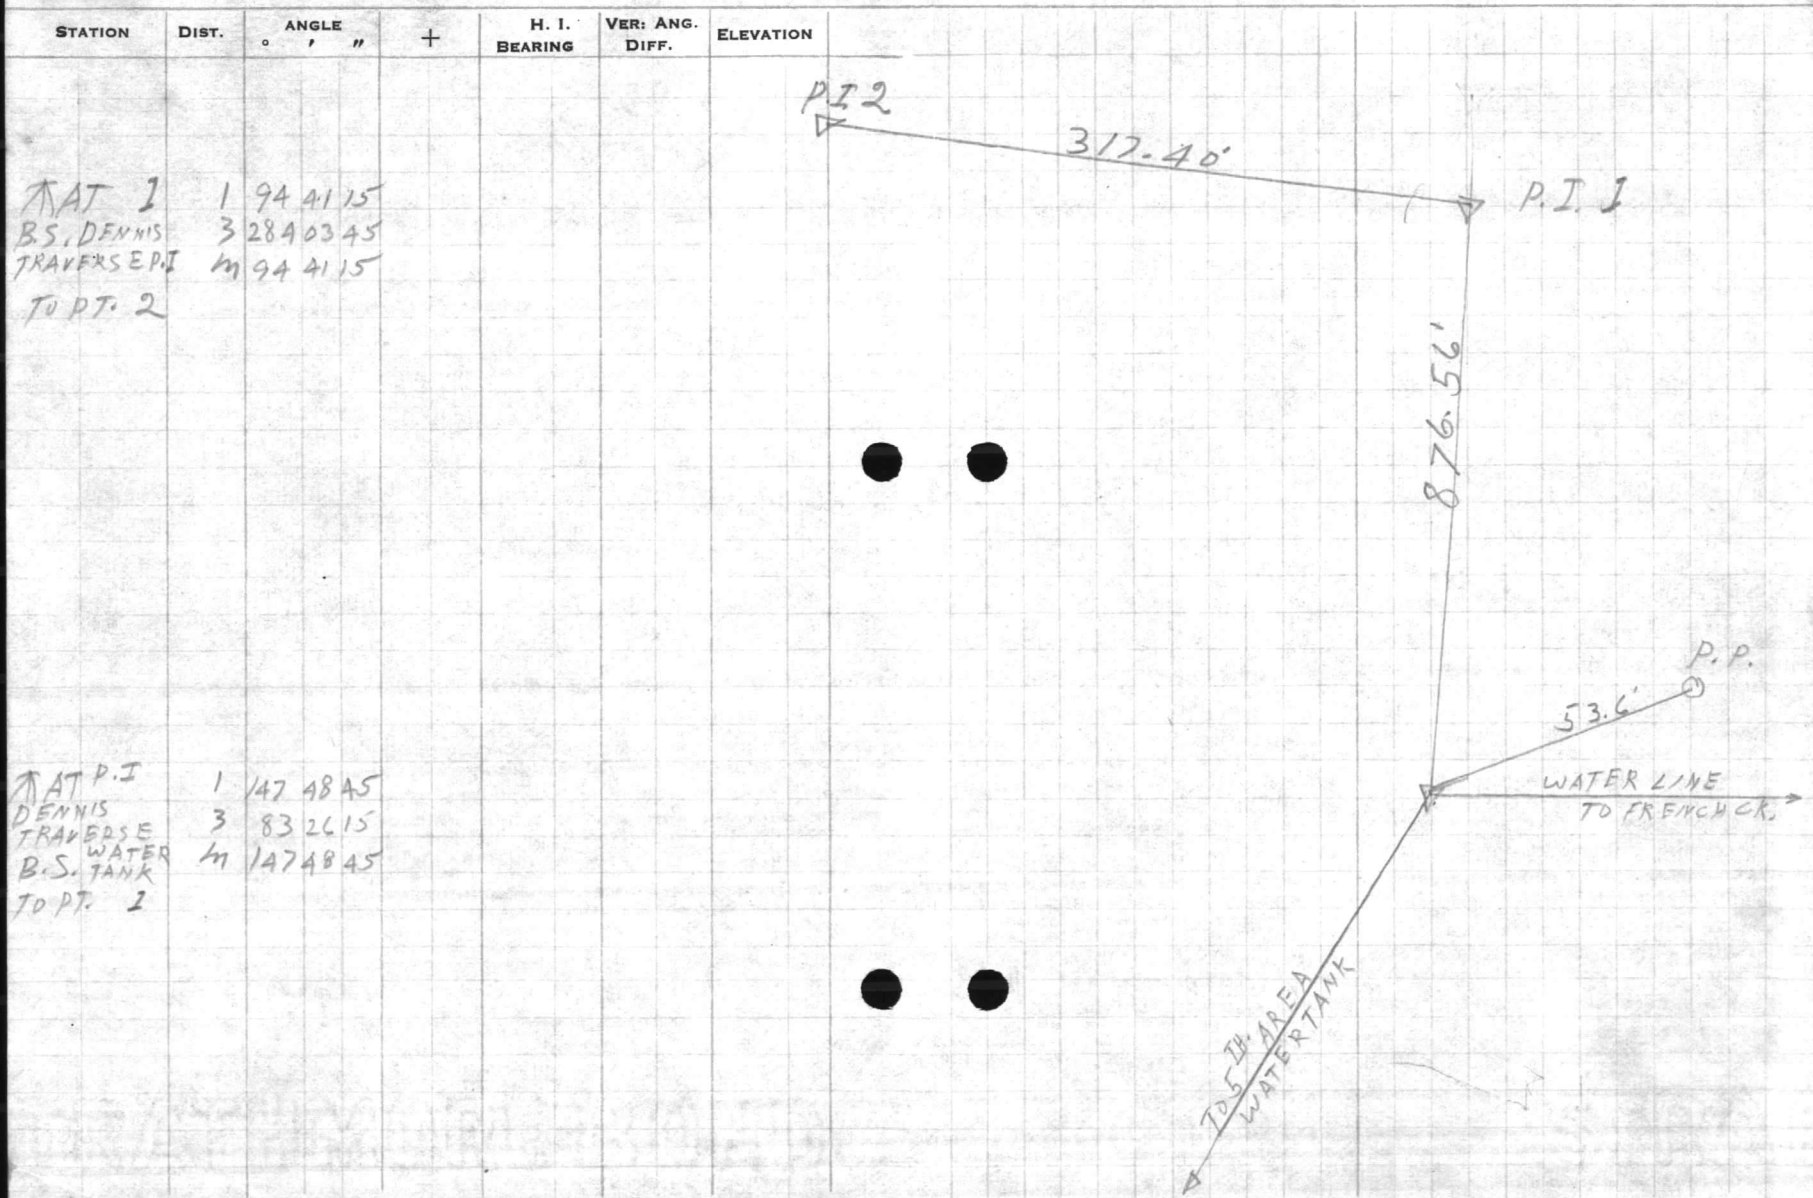 STATION DIST. ANGLE ° ′ ″ + H. I. BEARING VER: ANG. DIFF. ELEVATION
P.I 2
317.40'
P.I. 1
⊼ AT 1 1 94 41 15
B.S. DENNIS 3 284 03 45
TRAVERSE P.I m 94 41 15
TO PT. 2
876.56'
P.P.
53.6'
WATER LINE
TO FRENCH CK.
⊼ AT P.I 1 147 48 45
DENNIS
TRAVERSE 3 83 26 15
B.S. WATER TANK m 147 48 45
TO PT. 1
TO 5TH. AREA
WATER TANK